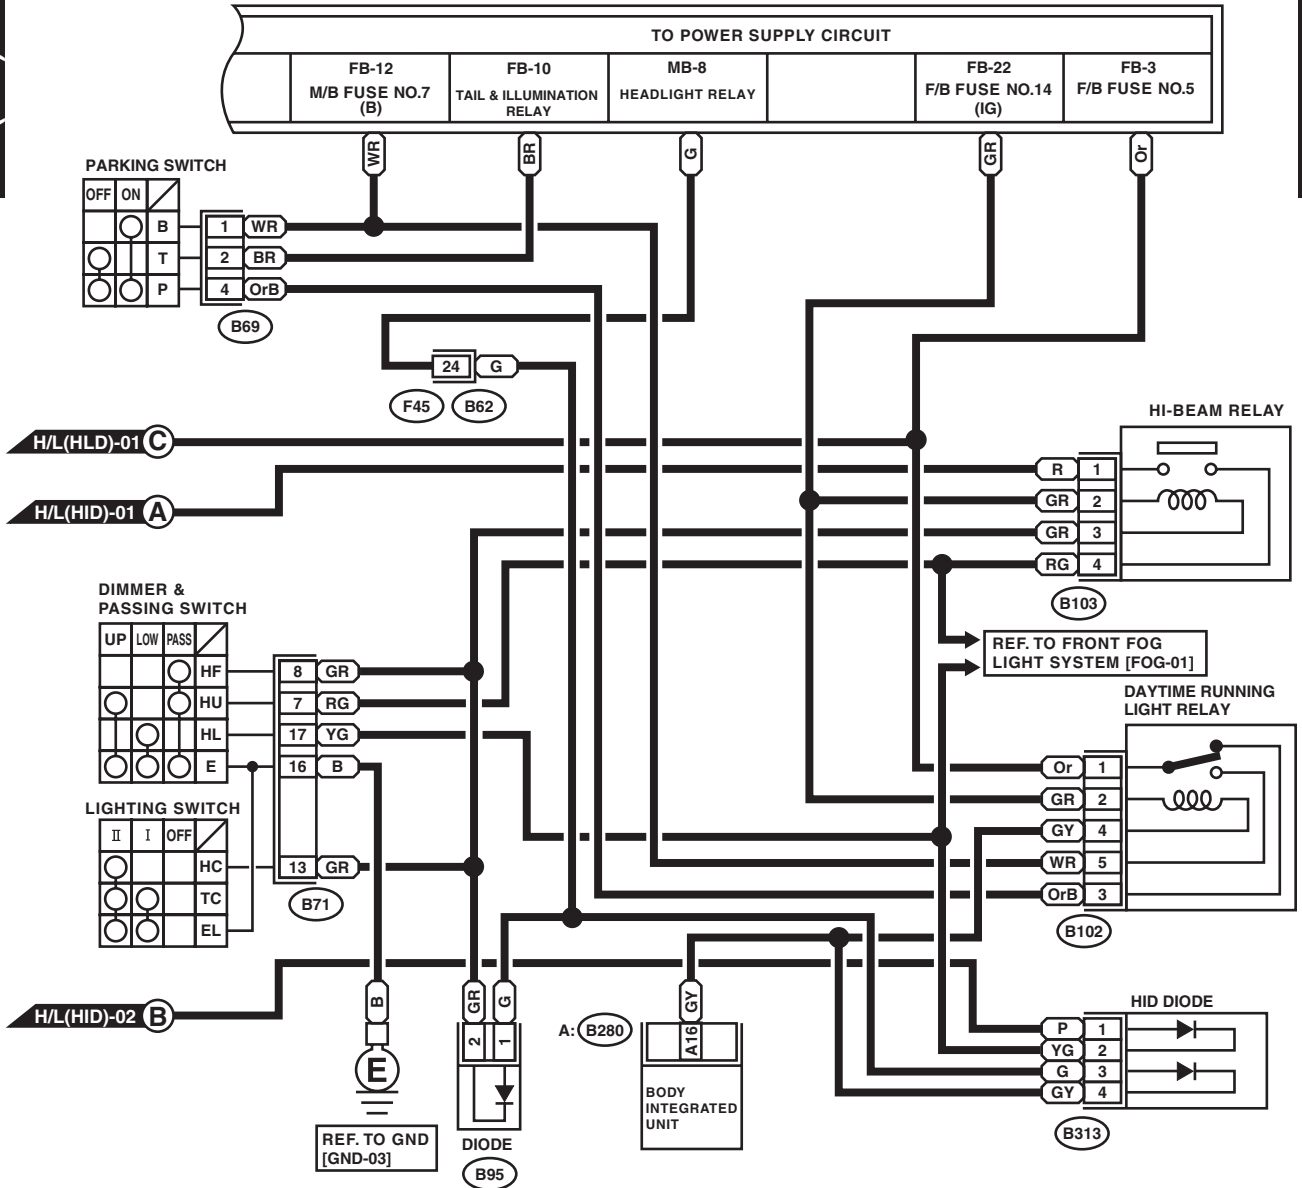 TO POWER SUPPLY CIRCUIT
FB-12
M/B FUSE NO.7
(B)
FB-10
TAIL & ILLUMINATION
RELAY
MB-8
HEADLIGHT RELAY
FB-22
F/B FUSE NO.14
(IG)
FB-3
F/B FUSE NO.5
WR
BR
G
GR
Or
PARKING SWITCH
OFF ON
B
T
P
1 WR
2 BR
4 OrB
B69
24 G
F45 B62
H/L(HLD)-01 C
H/L(HID)-01 A
HI-BEAM RELAY
R 1
GR 2
GR 3
RG 4
B103
REF. TO FRONT FOG
LIGHT SYSTEM [FOG-01]
DIMMER &
PASSING SWITCH
UP LOW PASS
HF
HU
HL
E
8 GR
7 RG
17 YG
16 B
13 GR
B71
LIGHTING SWITCH
II I OFF
HC
TC
EL
DAYTIME RUNNING
LIGHT RELAY
Or 1
GR 2
GY 4
WR 5
OrB 3
B102
H/L(HID)-02 B
B
E
REF. TO GND
[GND-03]
GR G
2 1
DIODE
B95
GY
A: B280
A16
BODY
INTEGRATED
UNIT
HID DIODE
P 1
YG 2
G 3
GY 4
B313